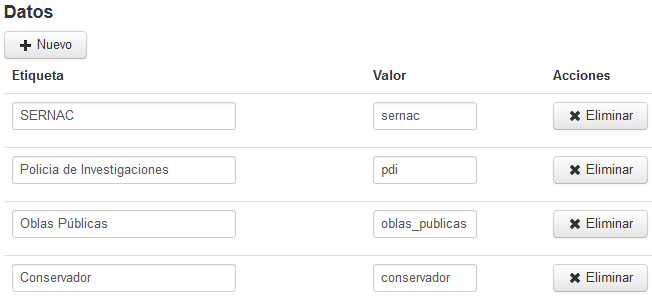 Datos
Nuevo
Etiqueta Valor Acciones
SERNAC sernac Eliminar
Policia de Investigaciones pdi Eliminar
Oblas Públicas oblas_publicas Eliminar
Conservador conservador Eliminar